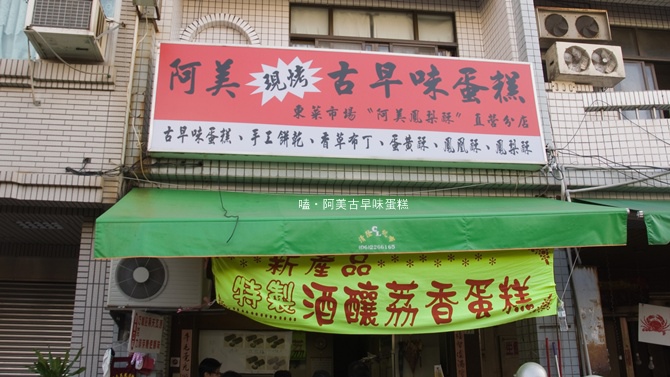 阿美 現烤 古早味蛋糕
東菜市場“阿美鳳梨酥”直營分店
古早味蛋糕、手工餅乾、香草布丁、蛋黃酥、鳳凰酥、鳳梨酥
嗑‧阿美古早味蛋糕
新產品
特製 酒釀荔香蛋糕